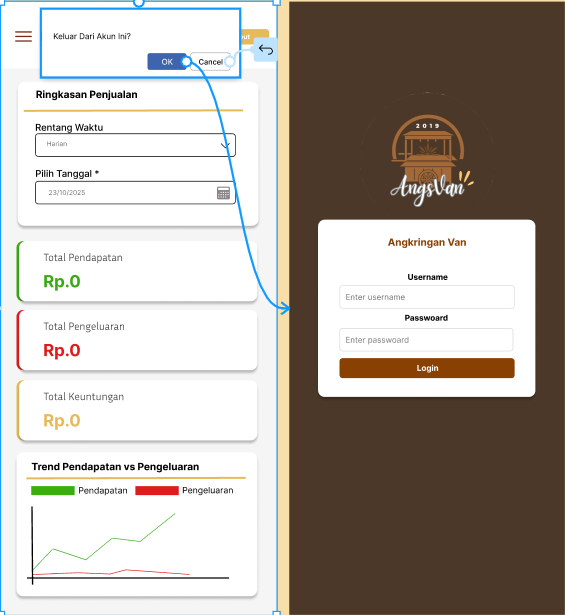 Keluar Dari Akun Ini?
OK
Cancel
Ringkasan Penjualan
Rentang Waktu
Harian
Pilih Tanggal *
23/10/2025
Total Pendapatan
Rp.0
Total Pengeluaran
Rp.0
Total Keuntungan
Rp.0
Trend Pendapatan vs Pengeluaran
Pendapatan
Pengeluaran
2019
AngsVan
Angkringan Van
Username
Enter username
Passwoard
Enter passwoard
Login